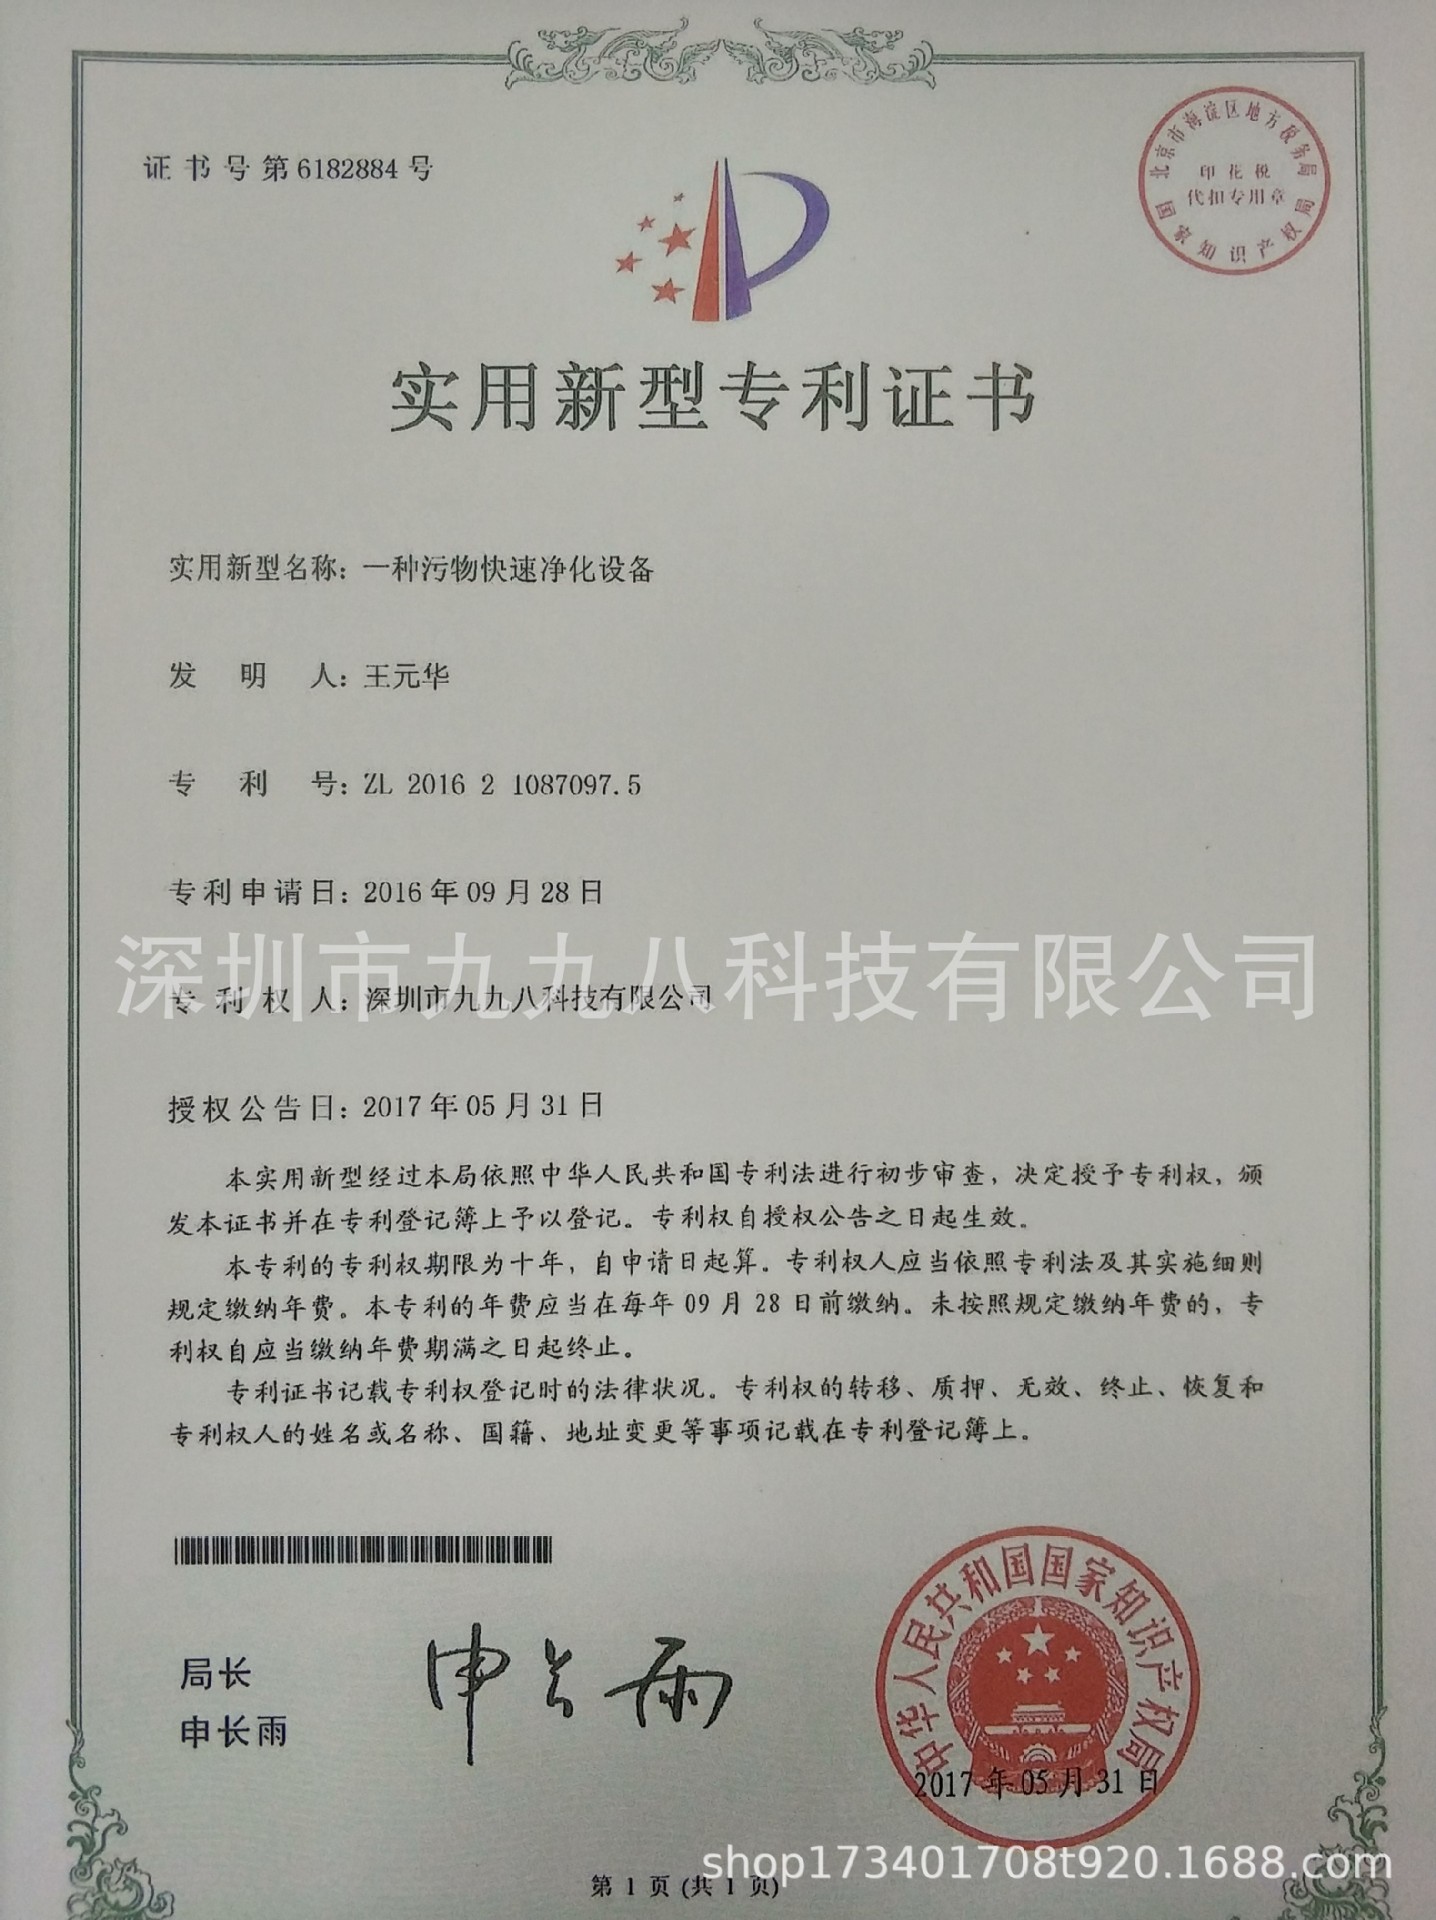 证书号第6182884号
北京市海淀区地方税务局
印花税
代扣专用章
国家知识产权局
实用新型专利证书
实用新型名称：一种污物快速净化设备
发明人：王元华
专利号：ZL 2016 2 1087097.5
专利申请日：2016年09月28日
深圳市九九八科技有限公司
专利权人：深圳市九九八科技有限公司
授权公告日：2017年05月31日
本实用新型经过本局依照中华人民共和国专利法进行初步审查，决定授予专利权，颁
发本证书并在专利登记簿上予以登记。专利权自授权公告之日起生效。
本专利的专利权期限为十年，自申请日起算。专利权人应当依照专利法及其实施细则
规定缴纳年费。本专利的年费应当在每年09月28日前缴纳。未按照规定缴纳年费的，专
利权自应当缴纳年费期满之日起终止。
专利证书记载专利权登记时的法律状况。专利权的转移、质押、无效、终止、恢复和
专利权人的姓名或名称、国籍、地址变更等事项记载在专利登记簿上。
局长
申长雨
申长雨
中华人民共和国国家知识产权局
2017年05月31日
shop173401708t920.1688.com
第1页(共1页)